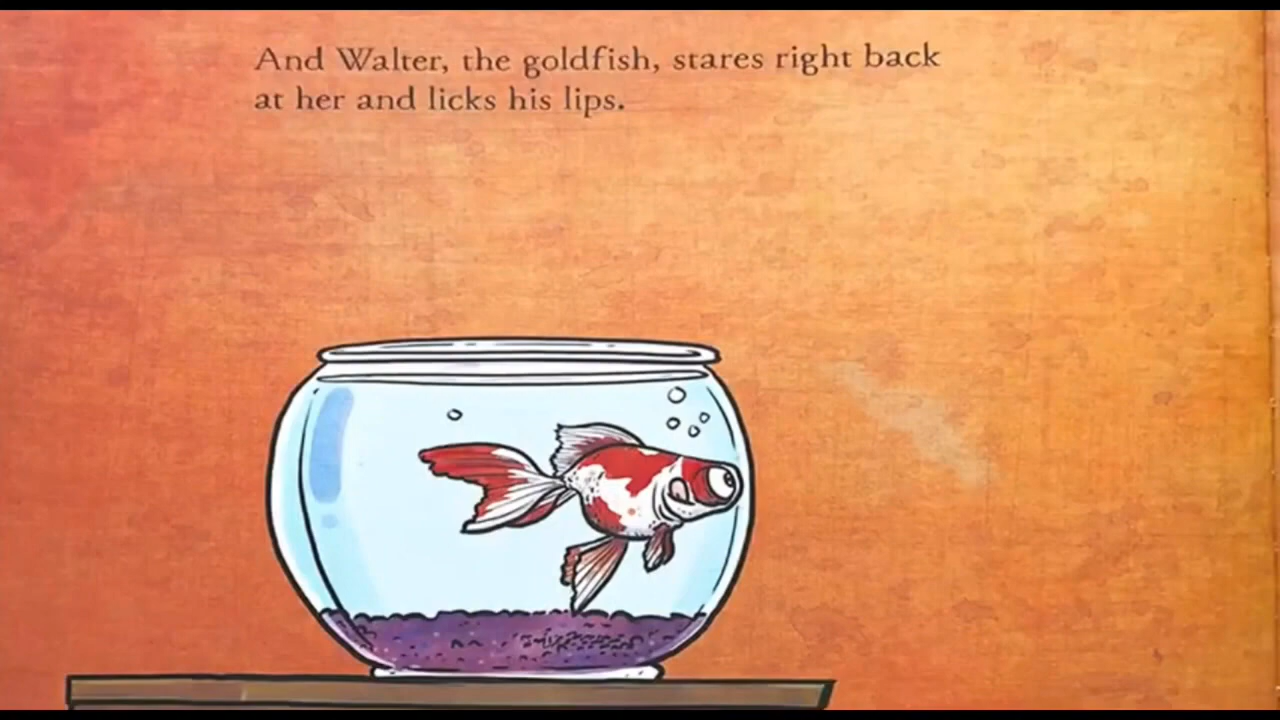 And Walter, the goldfish, stares right back
at her and licks his lips.